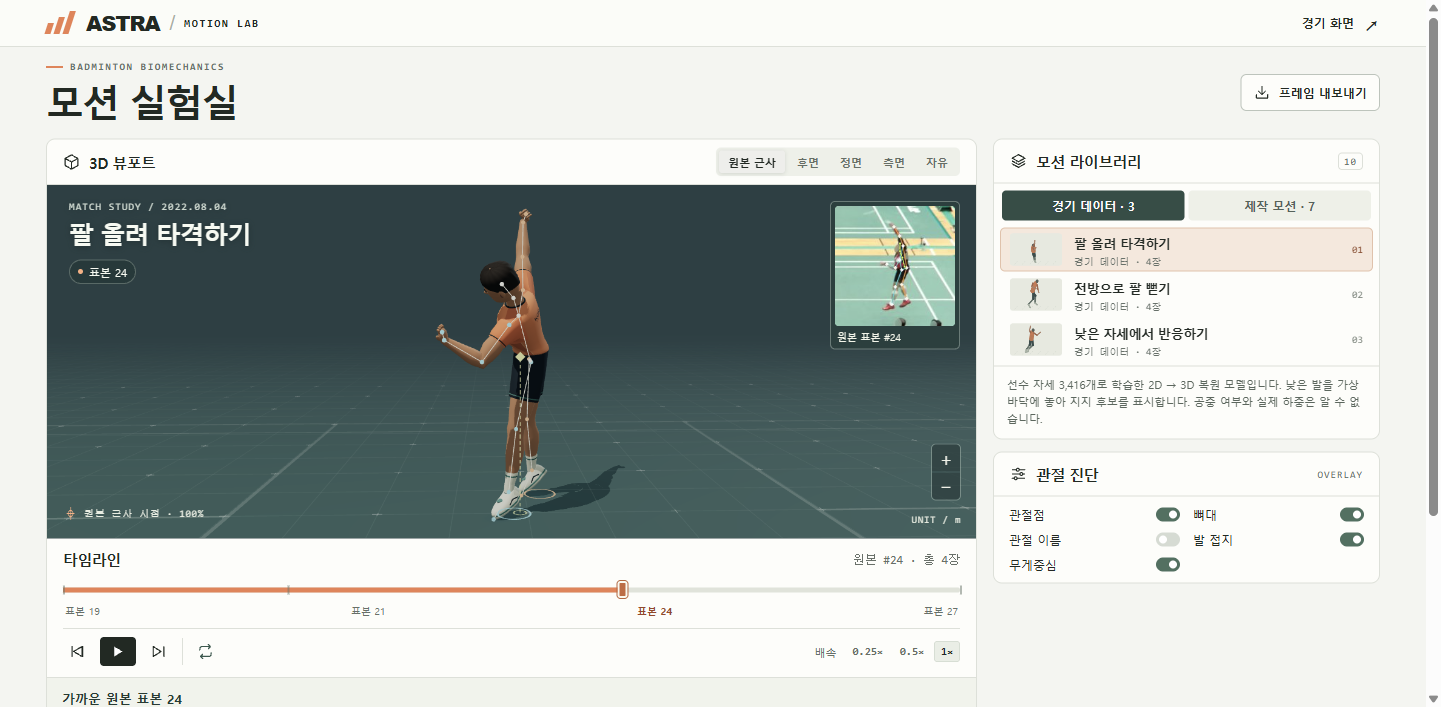 ASTRA / MOTION LAB
경기 화면 ↗
BADMINTON BIOMECHANICS
모션 실험실
프레임 내보내기
3D 뷰포트
원본 근사 후면 정면 측면 자유
MATCH STUDY / 2022.08.04
팔 올려 타격하기
표본 24
원본 표본 #24
+
−
원본 근사 시점 · 100%
UNIT / m
타임라인
원본 #24 · 총 4장
표본 19 표본 21 표본 24 표본 27
배속 0.25× 0.5× 1×
가까운 원본 표본 24
모션 라이브러리
10
경기 데이터 · 3 제작 모션 · 7
팔 올려 타격하기
경기 데이터 · 4장
01
전방으로 팔 뻗기
경기 데이터 · 4장
02
낮은 자세에서 반응하기
경기 데이터 · 4장
03
선수 자세 3,416개로 학습한 2D → 3D 복원 모델입니다. 낮은 발을 가상
바닥에 놓아 지지 후보를 표시합니다. 공중 여부와 실제 하중은 알 수 없
습니다.
관절 진단
OVERLAY
관절점 뼈대
관절 이름 발 접지
무게중심